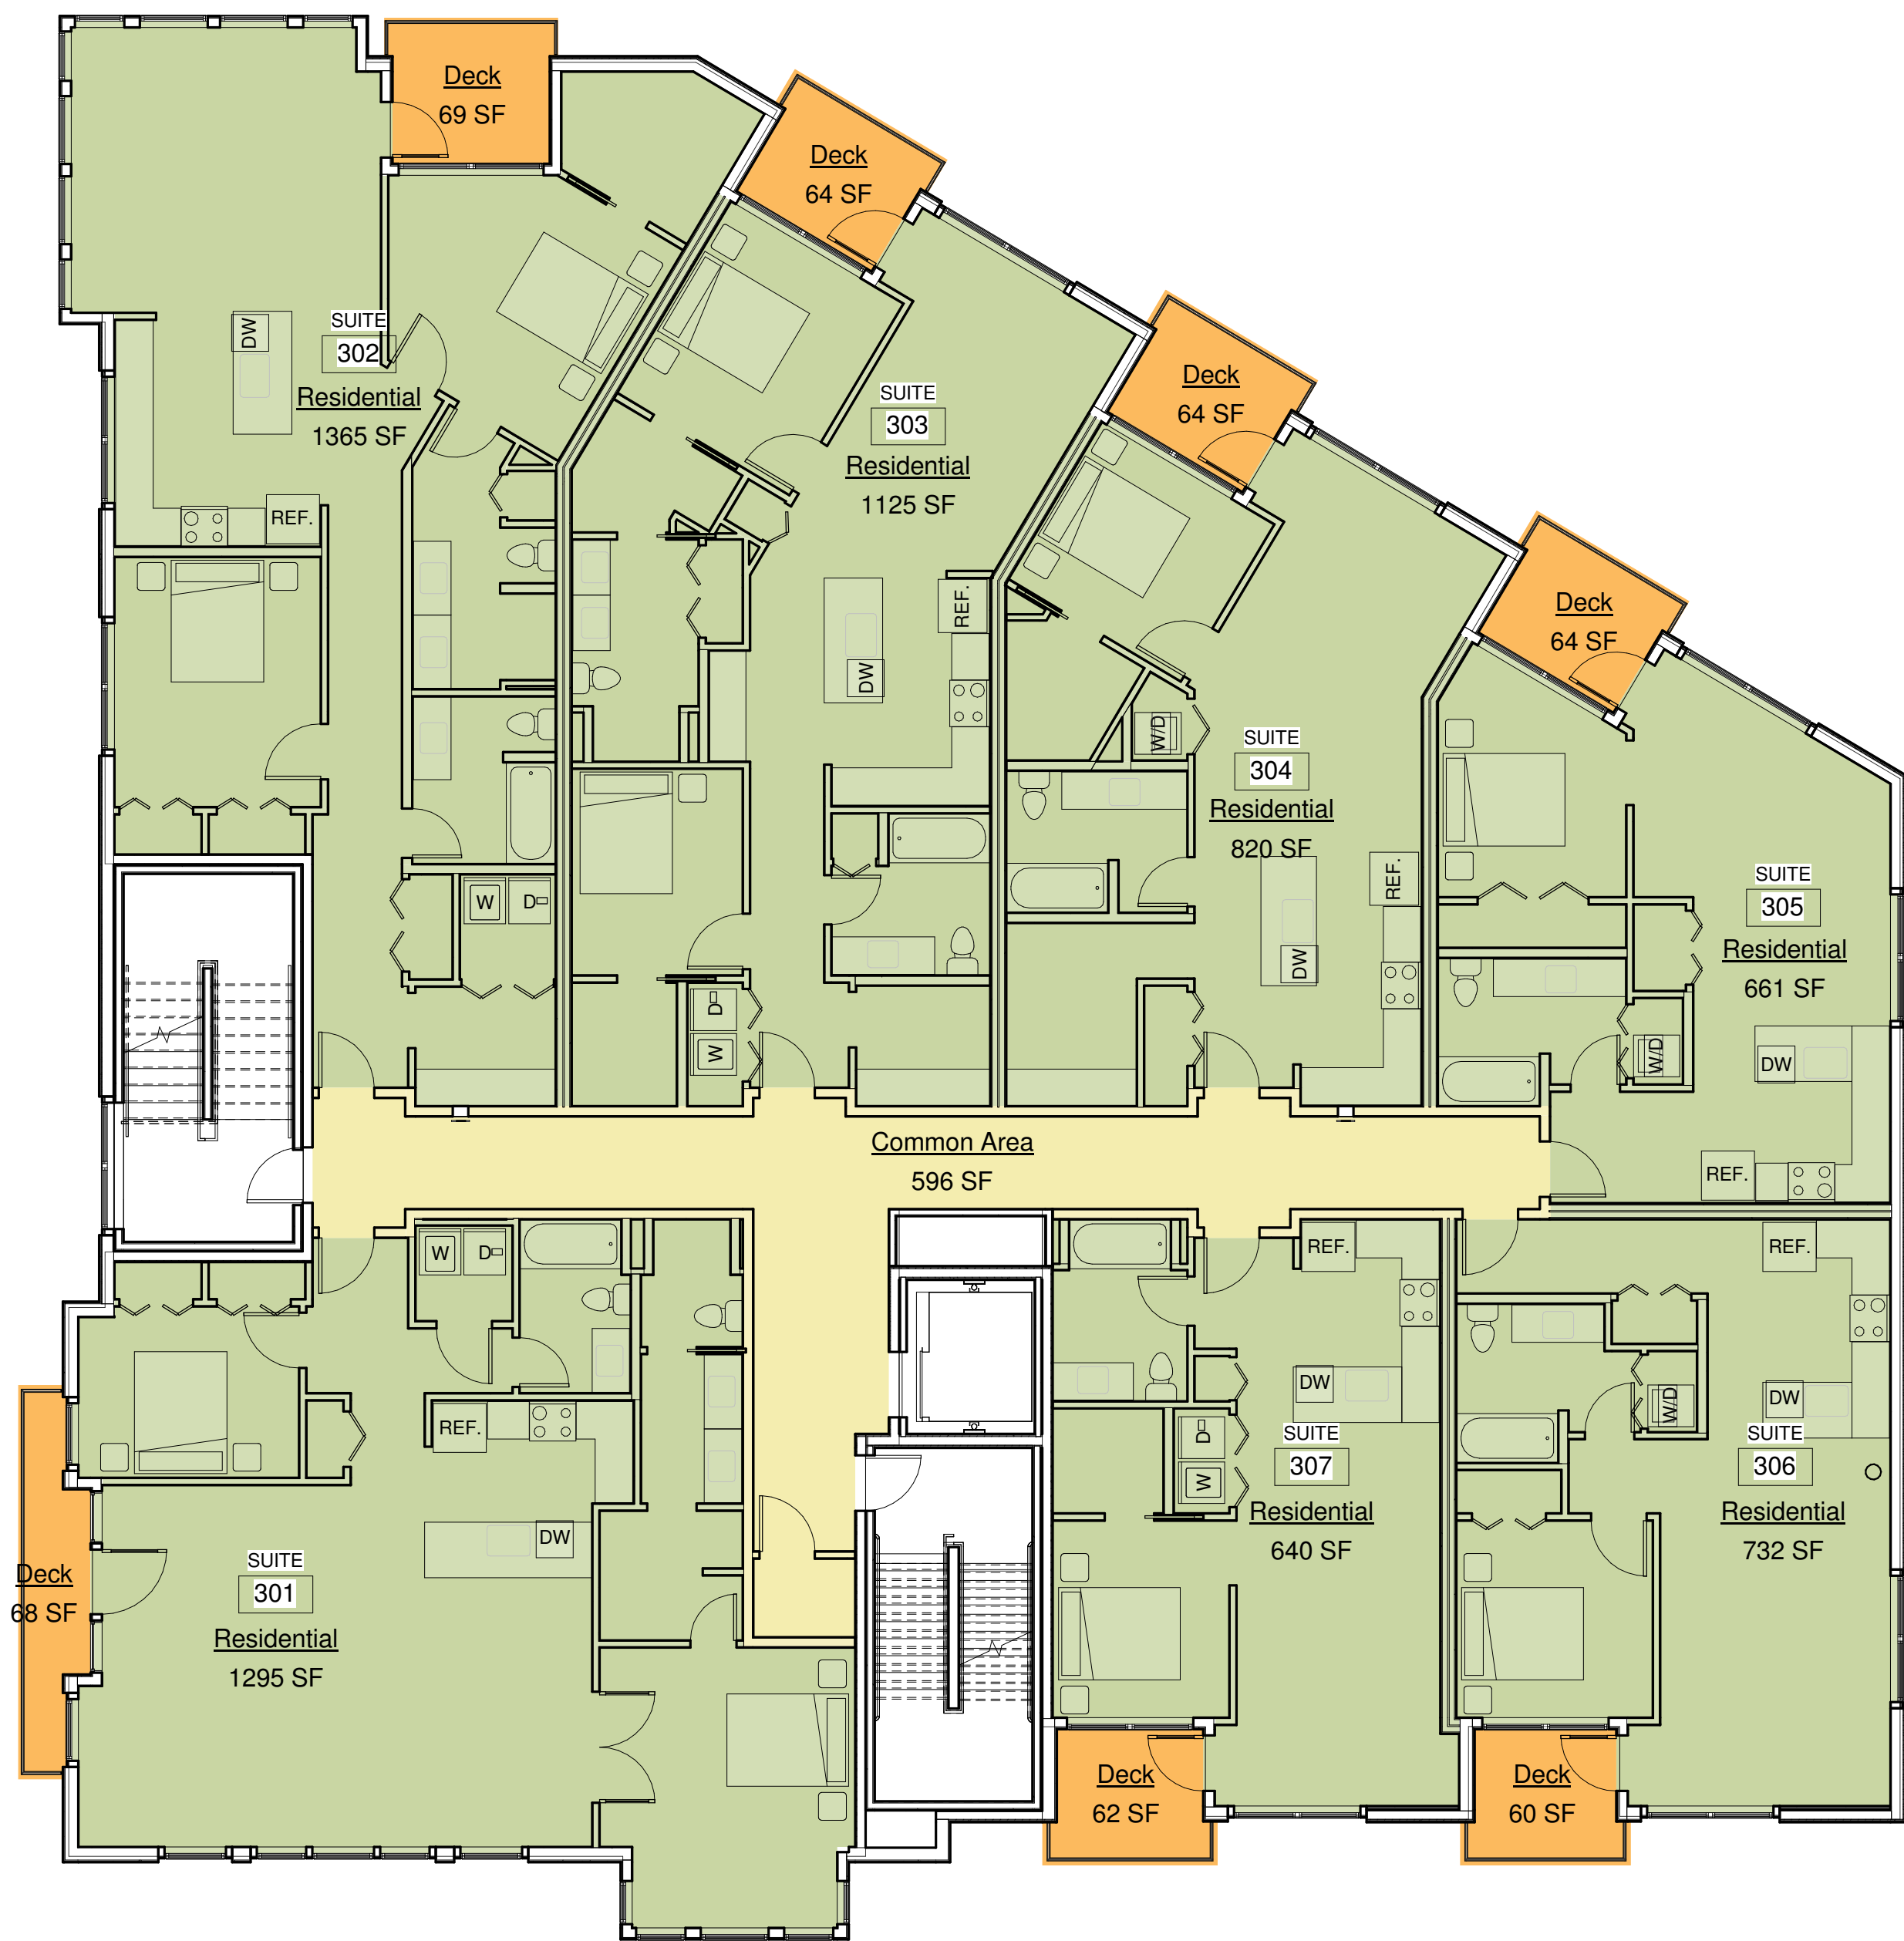 Deck
69 SF
Deck
64 SF
SUITE
302
DW
Residential
1365 SF
REF.
SUITE
303
Residential
1125 SF
Deck
64 SF
REF.
DW
Deck
64 SF
W/D
SUITE
304
Residential
820 SF
REF.
DW
W
D
D
W
SUITE
305
Residential
661 SF
DW
W/D
REF.
Common Area
596 SF
W
D
REF.
DW
SUITE
301
Residential
1295 SF
Deck
68 SF
REF.
DW
D
W
SUITE
307
Residential
640 SF
Deck
62 SF
REF.
DW
W/D
SUITE
306
Residential
732 SF
Deck
60 SF